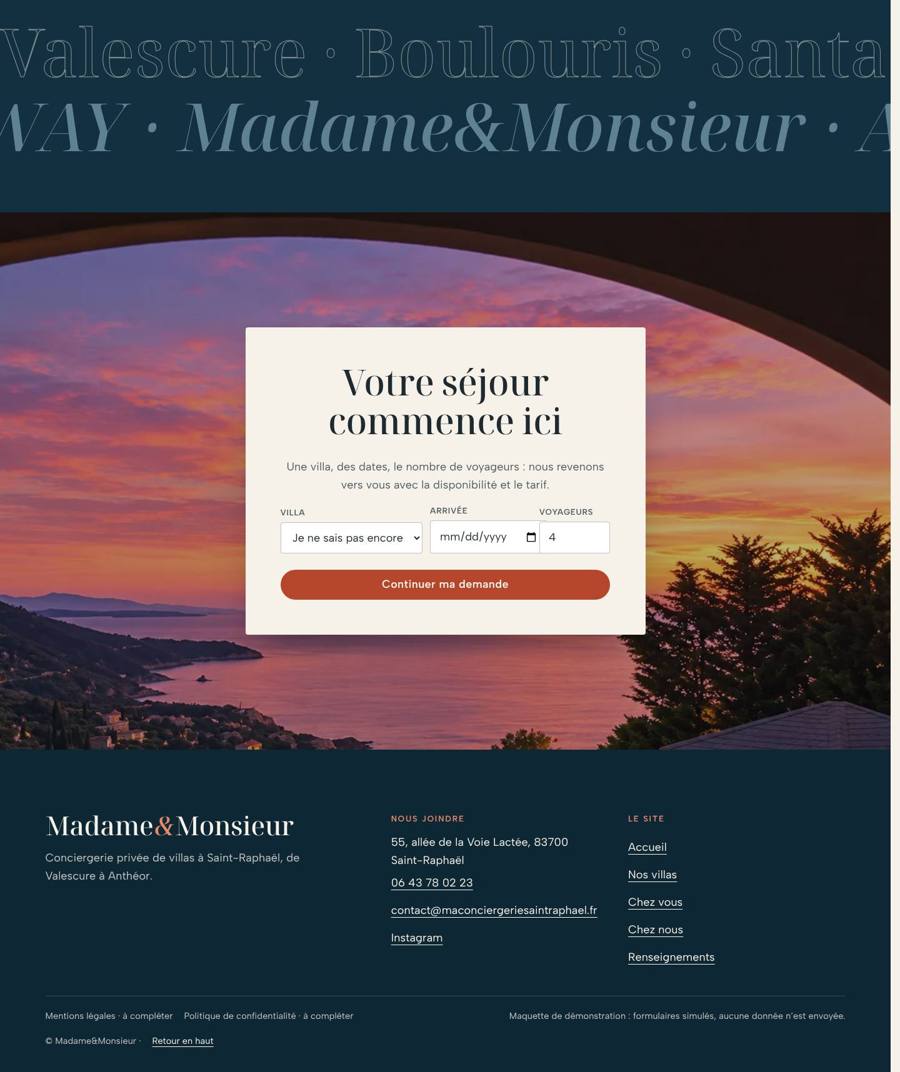 Valescure · Boulouris · Santa
WAY · Madame&Monsieur · A
Votre séjour
commence ici
Une villa, des dates, le nombre de voyageurs : nous revenons
vers vous avec la disponibilité et le tarif.
VILLA ARRIVÉE VOYAGEURS
Je ne sais pas encore mm/dd/yyyy 4
Continuer ma demande
Madame&Monsieur
Conciergerie privée de villas à Saint-Raphaël, de
Valescure à Anthéor.
NOUS JOINDRE
55, allée de la Voie Lactée, 83700
Saint-Raphaël
06 43 78 02 23
contact@maconciergeriesaintraphael.fr
Instagram
LE SITE
Accueil
Nos villas
Chez vous
Chez nous
Renseignements
Mentions légales · à compléter Politique de confidentialité · à compléter
Maquette de démonstration : formulaires simulés, aucune donnée n’est envoyée.
© Madame&Monsieur · Retour en haut